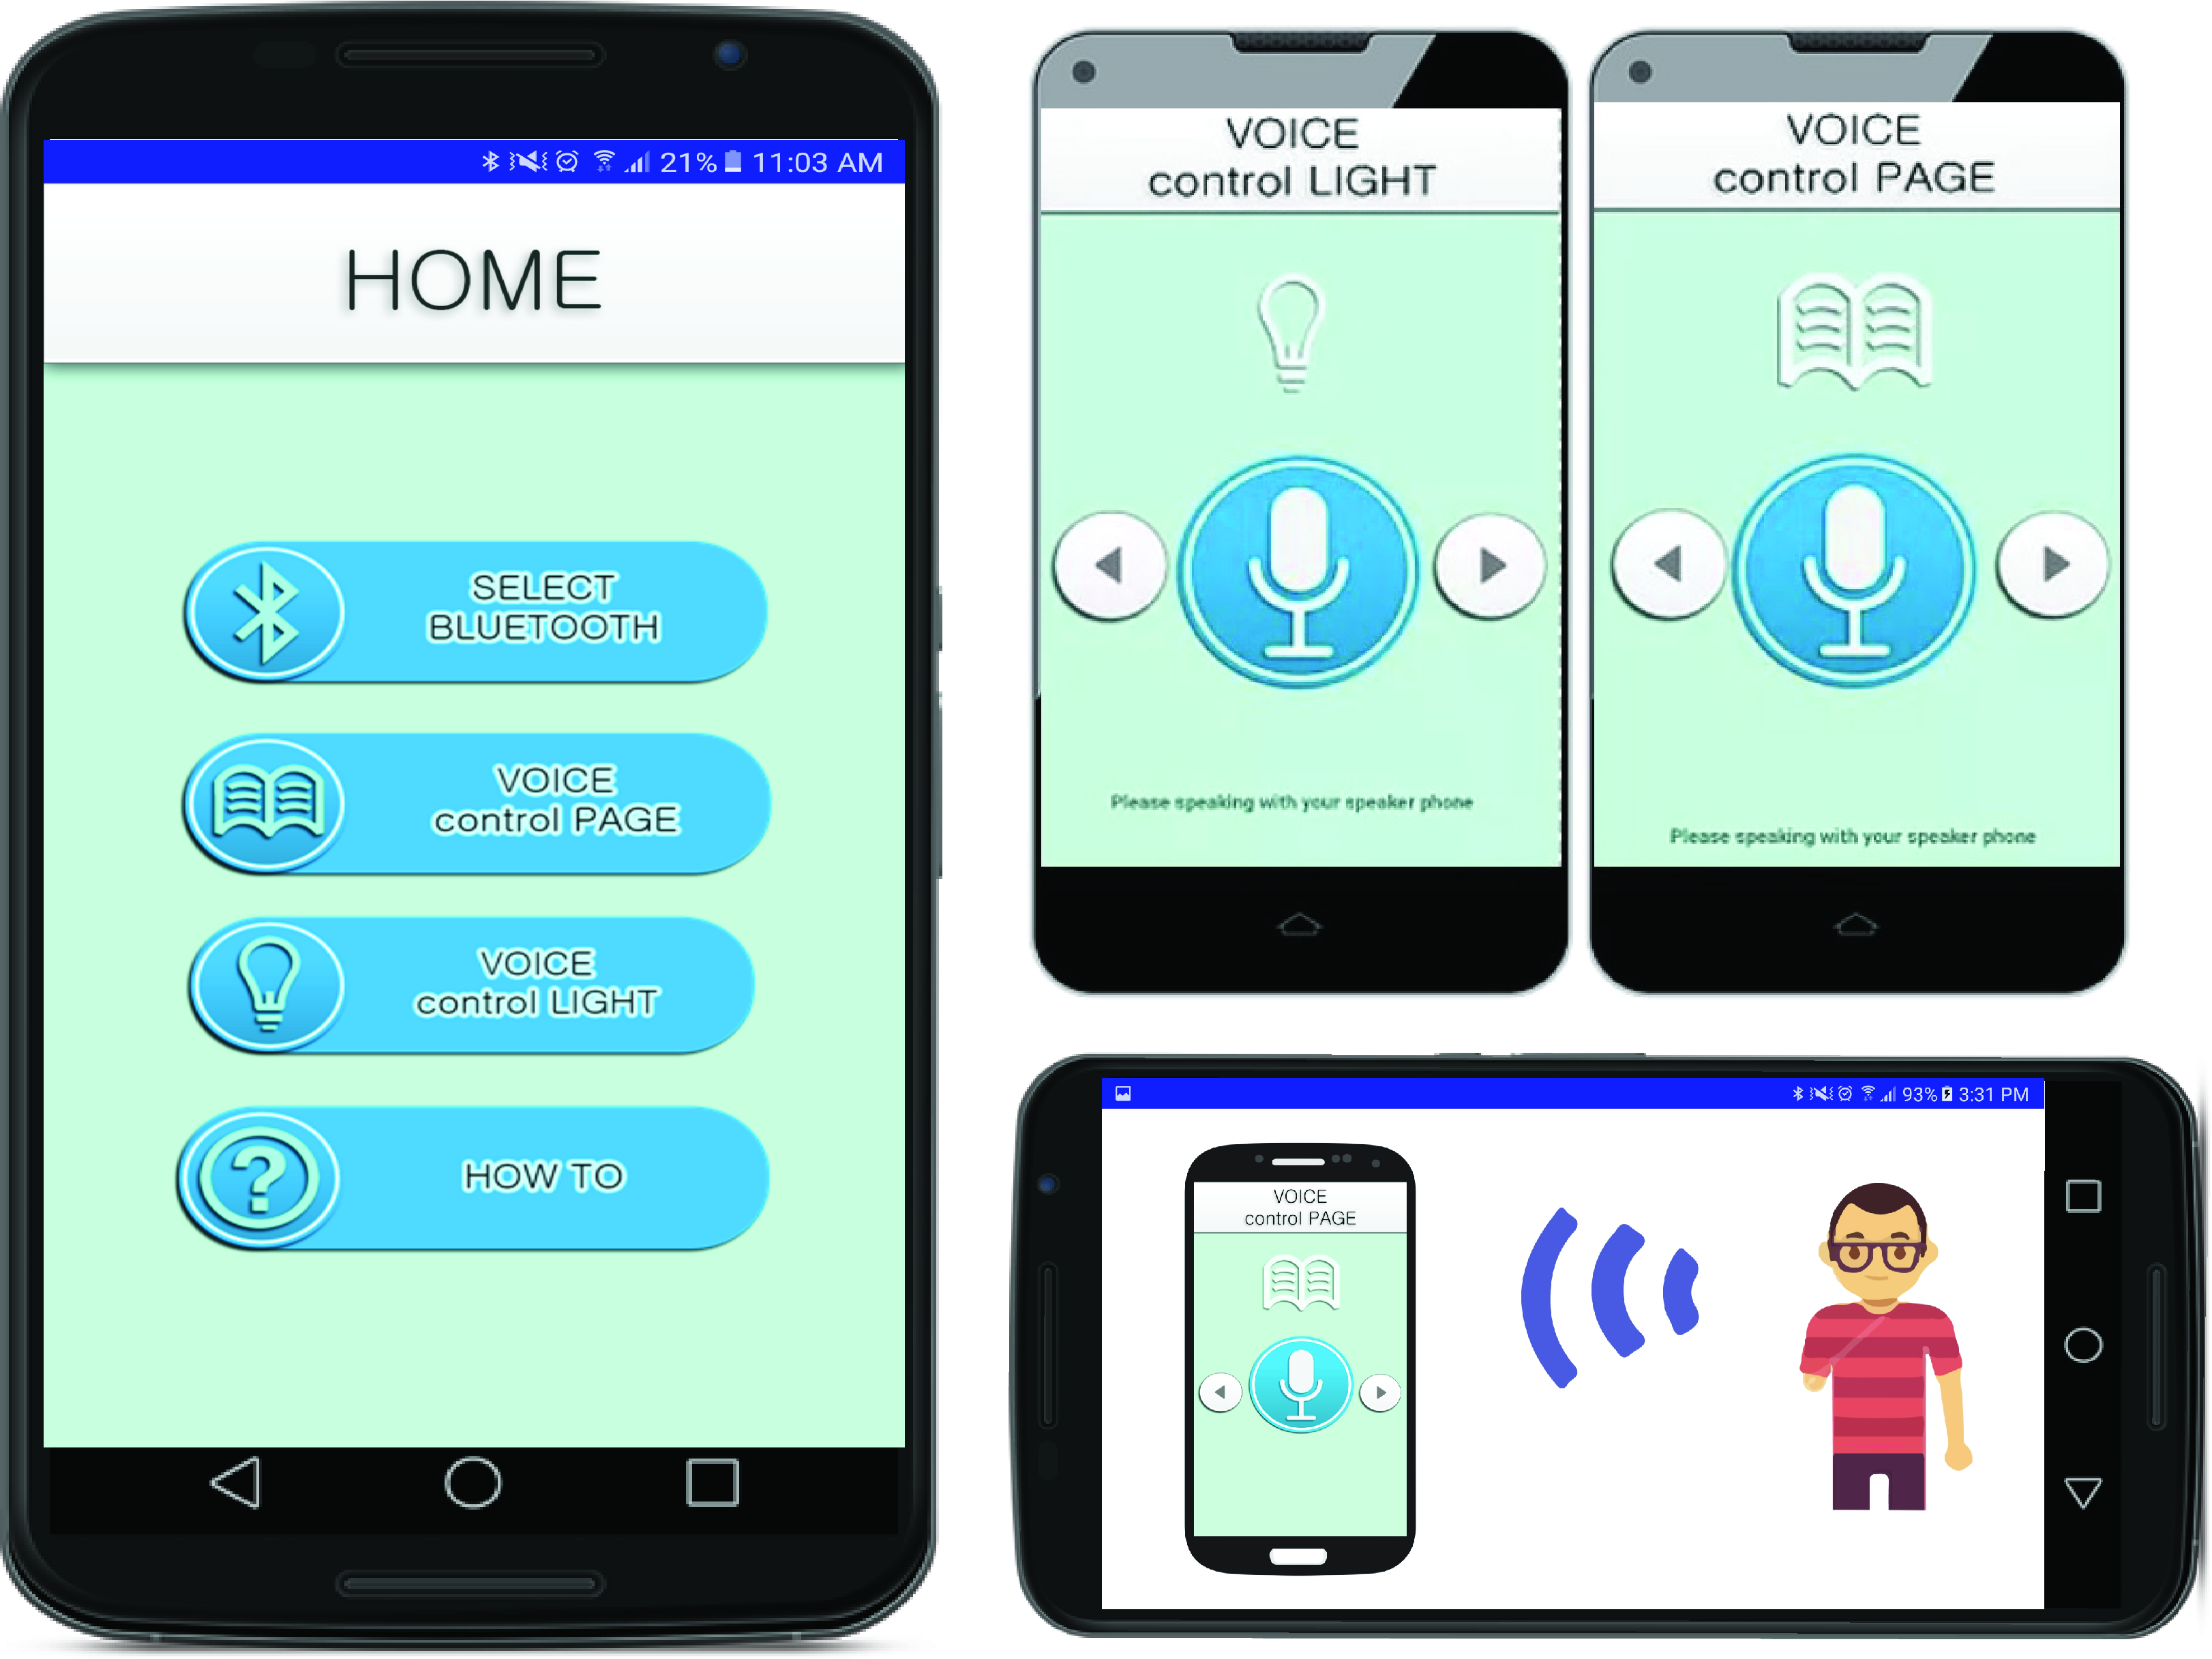 21% 11:03 AM
HOME
SELECT
BLUETOOTH
VOICE
control PAGE
VOICE
control LIGHT
HOW TO
VOICE
control LIGHT
Please speaking with your speaker phone
VOICE
control PAGE
Please speaking with your speaker phone
93% 3:31 PM
VOICE
control PAGE